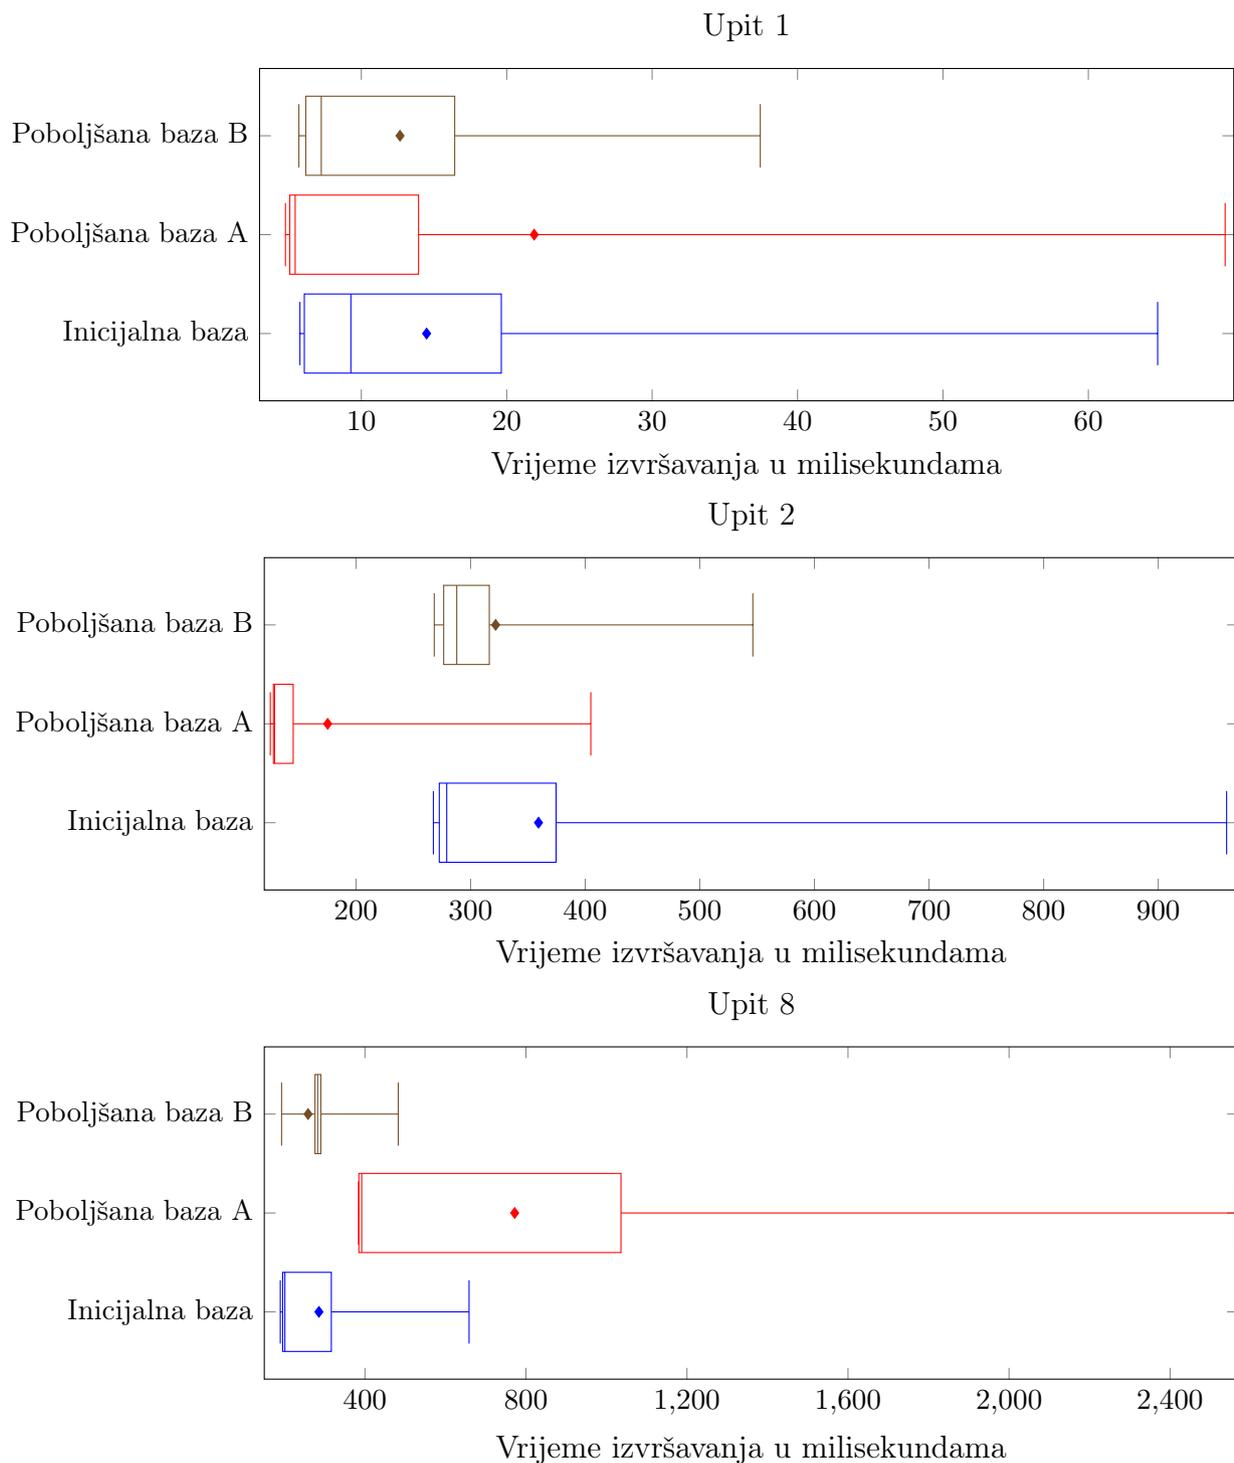 Upit 1
Poboljšana baza B
Poboljšana baza A
Inicijalna baza
10 20 30 40 50 60
Vrijeme izvršavanja u milisekundama
Upit 2
Poboljšana baza B
Poboljšana baza A
Inicijalna baza
200 300 400 500 600 700 800 900
Vrijeme izvršavanja u milisekundama
Upit 8
Poboljšana baza B
Poboljšana baza A
Inicijalna baza
400 800 1,200 1,600 2,000 2,400
Vrijeme izvršavanja u milisekundama